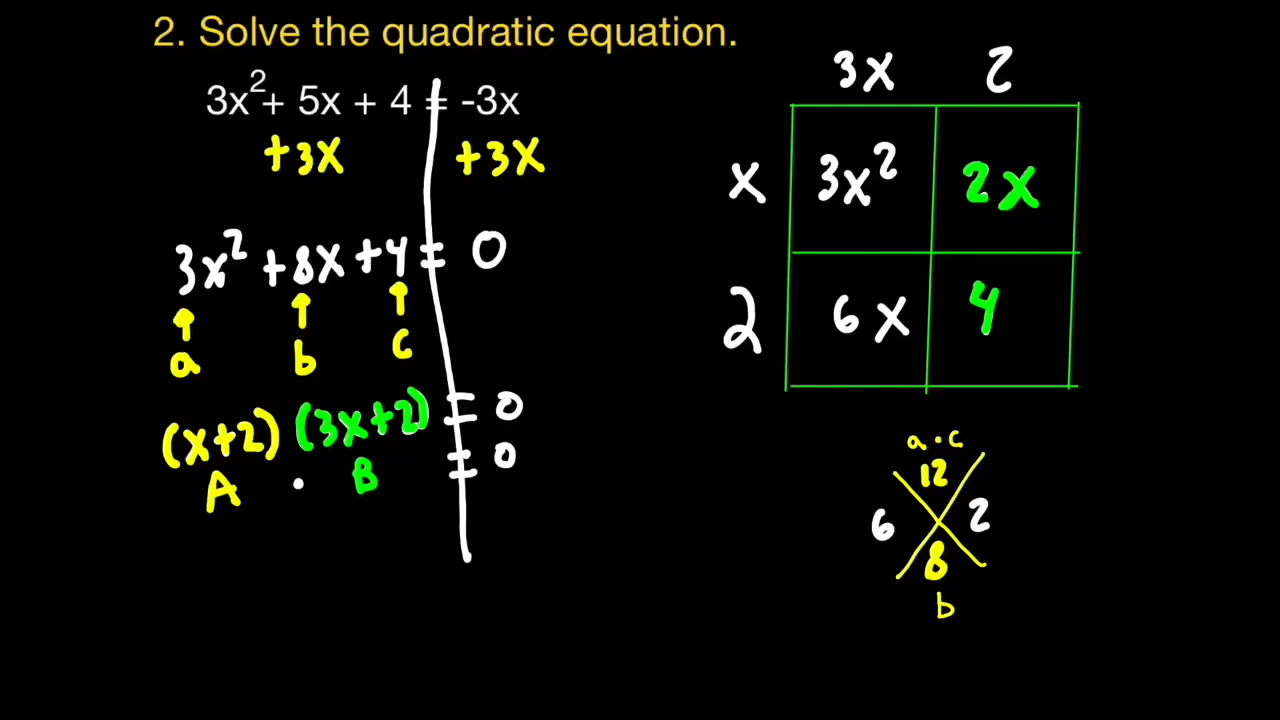 2. Solve the quadratic equation.
3x²+ 5x + 4 = -3x
+3x +3x
3x² +8x +4 = 0
a b c
(x+2) (3x+2) = 0
A · B = 0
3x 2
x 3x² 2x
2 6x 4
a·c
12
6 2
8
b